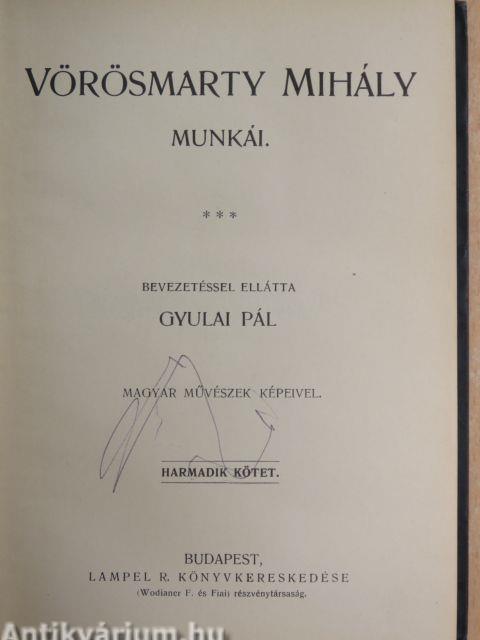 VÖRÖSMARTY MIHÁLY
MUNKÁI.
***
BEVEZETÉSSEL ELLÁTTA
GYULAI PÁL
MAGYAR MŰVÉSZEK KÉPEIVEL.
HARMADIK KÖTET.
BUDAPEST,
LAMPEL R. KÖNYVKERESKEDÉSE
(Wodianer F. és Fiai) részvénytársaság.
Antikvárium.hu